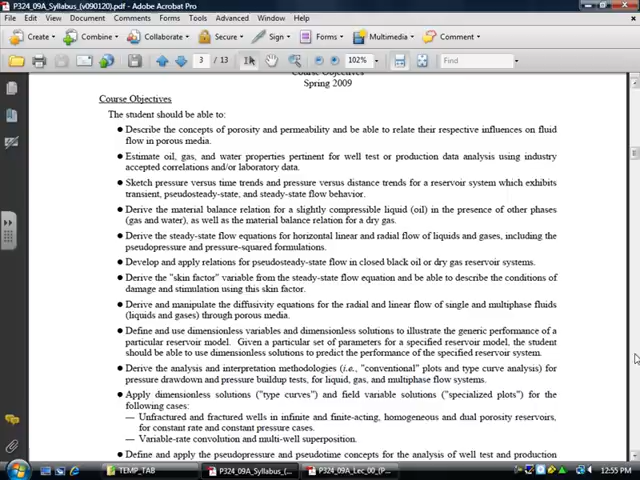 P324_09A_Syllabus_(v090120).pdf - Adobe Acrobat Pro
File Edit View Document Comments Forms Tools Advanced Window Help
Create Combine Collaborate Secure Sign Forms Multimedia Comment
3 / 13 102% Find
Course Objectives
Spring 2009
Course Objectives
The student should be able to:
● Describe the concepts of porosity and permeability and be able to relate their respective influences on fluid
flow in porous media.
● Estimate oil, gas, and water properties pertinent for well test or production data analysis using industry
accepted correlations and/or laboratory data.
● Sketch pressure versus time trends and pressure versus distance trends for a reservoir system which exhibits
transient, pseudosteady-state, and steady-state flow behavior.
● Derive the material balance relation for a slightly compressible liquid (oil) in the presence of other phases
(gas and water), as well as the material balance relation for a dry gas.
● Derive the steady-state flow equations for horizontal linear and radial flow of liquids and gases, including the
pseudopressure and pressure-squared formulations.
● Develop and apply relations for pseudosteady-state flow in closed black oil or dry gas reservoir systems.
● Derive the "skin factor" variable from the steady-state flow equation and be able to describe the conditions of
damage and stimulation using this skin factor.
● Derive and manipulate the diffusivity equations for the radial and linear flow of single and multiphase fluids
(liquids and gases) through porous media.
● Define and use dimensionless variables and dimensionless solutions to illustrate the generic performance of a
particular reservoir model. Given a particular set of parameters for a specified reservoir model, the student
should be able to use dimensionless solutions to predict the performance of the specified reservoir system.
● Derive the analysis and interpretation methodologies (i.e., "conventional" plots and type curve analysis) for
pressure drawdown and pressure buildup tests, for liquid, gas, and multiphase flow systems.
● Apply dimensionless solutions ("type curves") and field variable solutions ("specialized plots") for the
following cases:
— Unfractured and fractured wells in infinite and finite-acting, homogeneous and dual porosity reservoirs,
for constant rate and constant pressure cases.
— Variable-rate convolution and multi-well superposition.
● Define and apply the pseudopressure and pseudotime concepts for the analysis of well test and production
TEMP_TAB P324_09A_Syllabus_(... P324_09A_Lec_00_(P... 12:55 PM